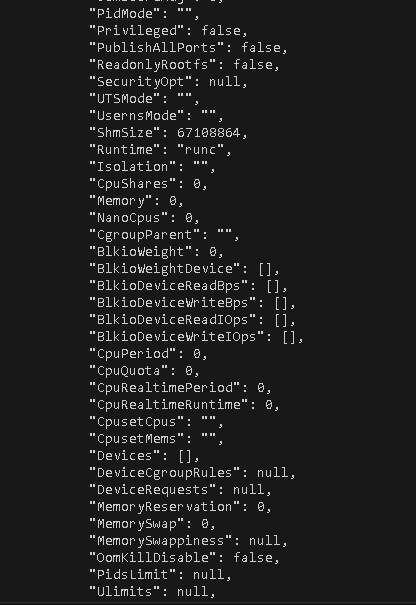 "PidMode": "",
"Privileged": false,
"PublishAllPorts": false,
"ReadonlyRootfs": false,
"SecurityOpt": null,
"UTSMode": "",
"UsernsMode": "",
"ShmSize": 67108864,
"Runtime": "runc",
"Isolation": "",
"CpuShares": 0,
"Memory": 0,
"NanoCpus": 0,
"CgroupParent": "",
"BlkioWeight": 0,
"BlkioWeightDevice": [],
"BlkioDeviceReadBps": [],
"BlkioDeviceWriteBps": [],
"BlkioDeviceReadIOps": [],
"BlkioDeviceWriteIOps": [],
"CpuPeriod": 0,
"CpuQuota": 0,
"CpuRealtimePeriod": 0,
"CpuRealtimeRuntime": 0,
"CpusetCpus": "",
"CpusetMems": "",
"Devices": [],
"DeviceCgroupRules": null,
"DeviceRequests": null,
"MemoryReservation": 0,
"MemorySwap": 0,
"MemorySwappiness": null,
"OomKillDisable": false,
"PidsLimit": null,
"Ulimits": null,